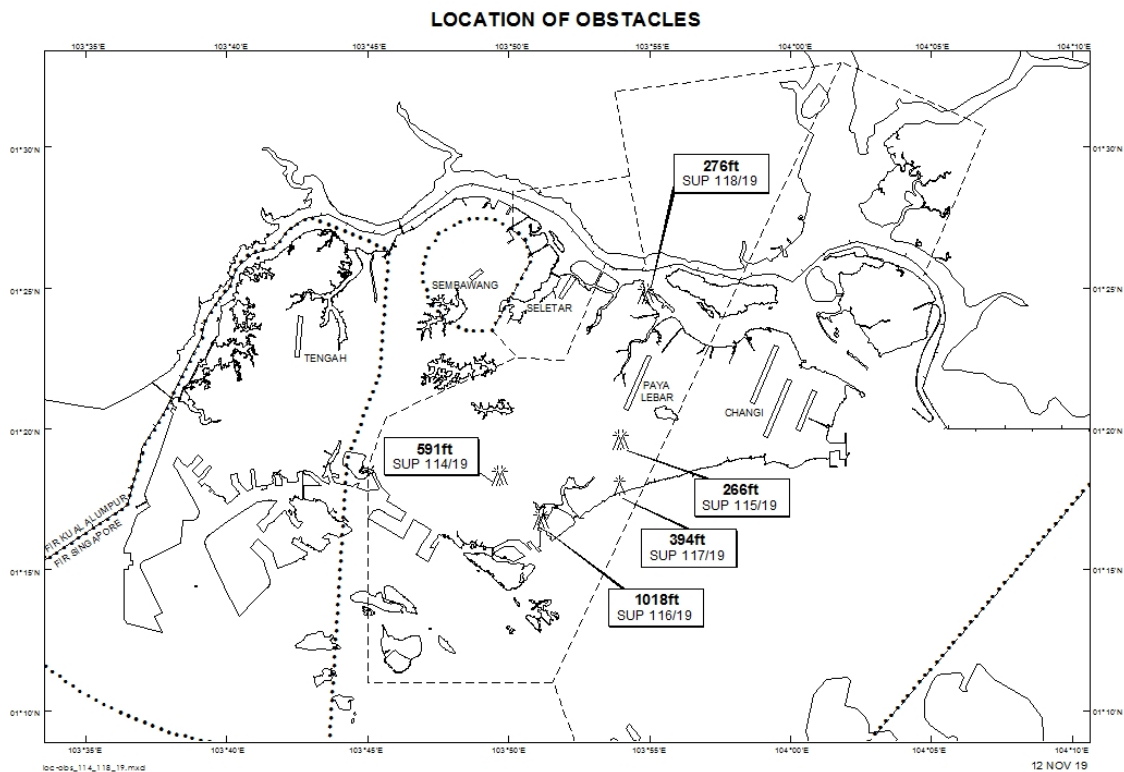 LOCATION OF OBSTACLES
103°35'E 103°40'E 103°45'E 103°50'E 103°55'E 104°00'E 104°05'E 104°10'E
01°30'N 01°30'N
276ft
SUP 118/19
01°25'N 01°25'N
SEMBAWANG
SELETAR
TENGAH
PAYA
LEBAR
CHANGI
01°20'N 01°20'N
591ft
SUP 114/19
266ft
SUP 115/19
FIR KUALALUMPUR
FIR SINGAPORE
394ft
SUP 117/19
01°15'N 01°15'N
1018ft
SUP 116/19
01°10'N 01°10'N
103°35'E 103°40'E 103°45'E 103°50'E 103°55'E 104°00'E 104°05'E 104°10'E
loc-obs_114_118_19.mxd
12 NOV 19